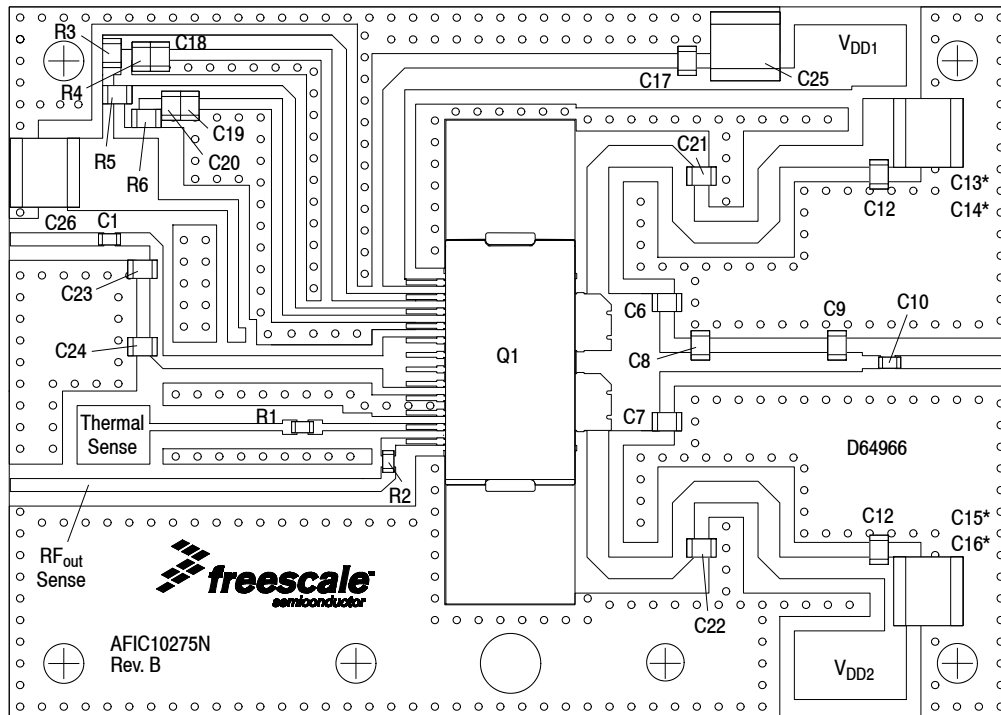 R3
C18
R4
C17
VDD1
C25
C19
C20
R5
R6
C21
C12
C13*
C14*
C26
C1
C23
C24
C6
C8
C9
C10
Q1
C7
Thermal
Sense
R1
R2
D64966
RFout
Sense
freescale™
semiconductor
C12
C15*
C16*
C22
AFIC10275N
Rev. B
VDD2